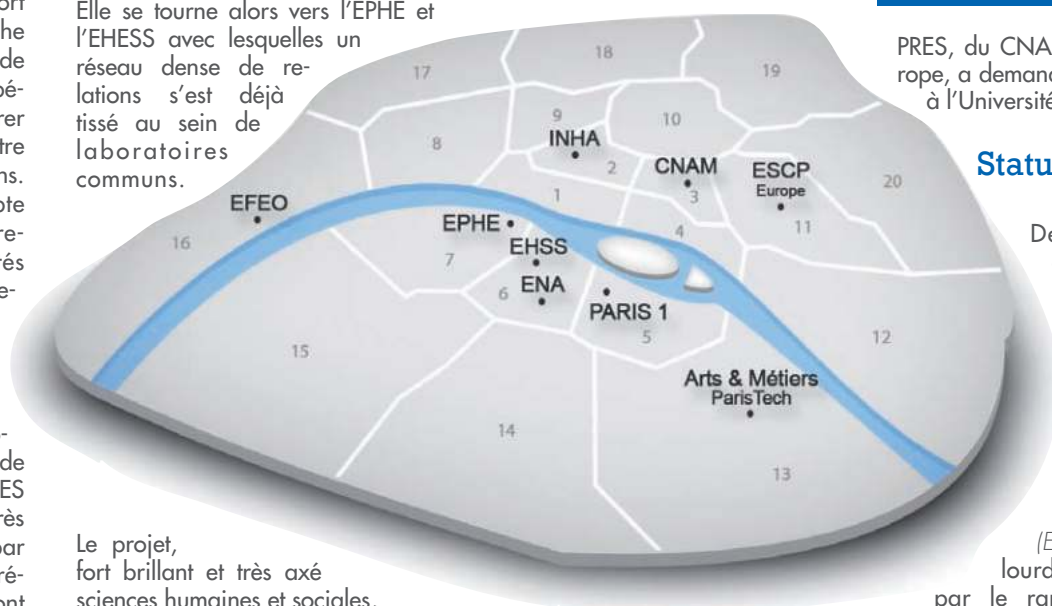 Elle se tourne alors vers l'EPHE et
l'EHESS avec lesquelles un
réseau dense de re-
lations s'est déjà
tissé au sein de
laboratoires
communs.
Le projet,
fort brillant et très axé
sciences humaines et sociales,
17
18
19
8
9
10
INHA
2
CNAM
3
ESCP
Europe
20
11
EFEO
16
1
EPHE
4
7
EHSS
6
ENA
PARIS 1
5
12
15
Arts & Métiers
ParisTech
14
13
PRES, du CNA
rope, a deman
à l'Université
Statu
De
lourd
par le